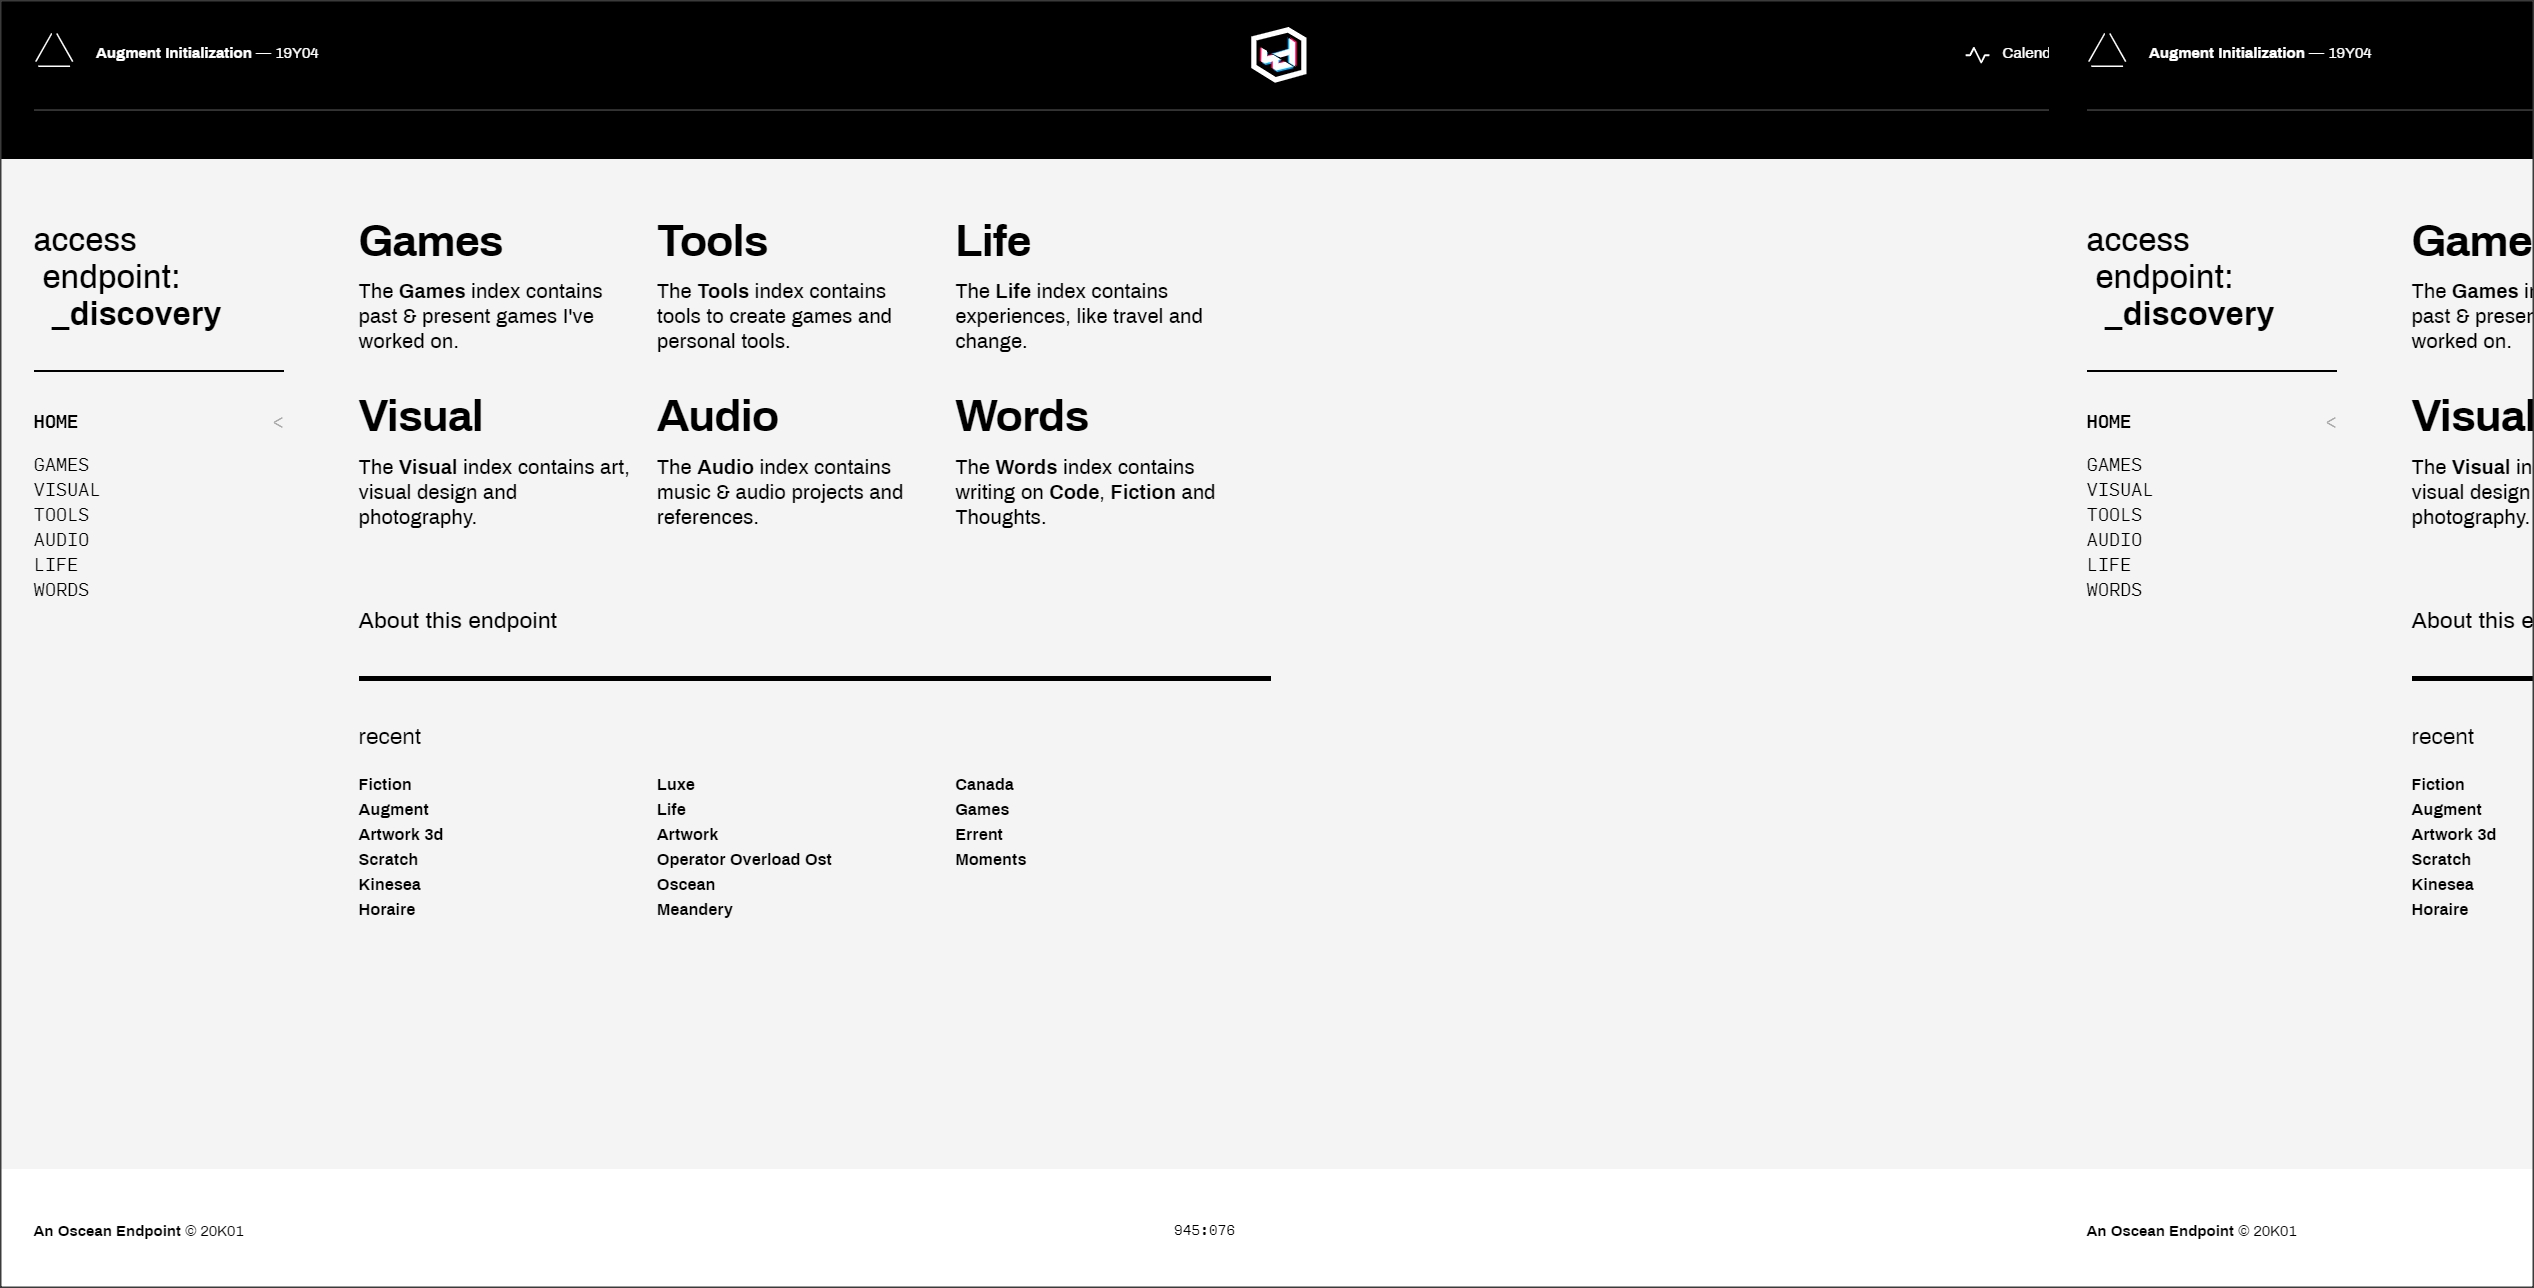 Augment Initialization — 19Y04
Calend
Augment Initialization — 19Y04
access
endpoint:
_discovery
HOME <
GAMES
VISUAL
TOOLS
AUDIO
LIFE
WORDS
Games
The Games index contains
past & present games I've
worked on.
Tools
The Tools index contains
tools to create games and
personal tools.
Life
The Life index contains
experiences, like travel and
change.
Visual
The Visual index contains art,
visual design and
photography.
Audio
The Audio index contains
music & audio projects and
references.
Words
The Words index contains
writing on Code, Fiction and
Thoughts.
About this endpoint
recent
Fiction
Augment
Artwork 3d
Scratch
Kinesea
Horaire
Luxe
Life
Artwork
Operator Overload Ost
Oscean
Meandery
Canada
Games
Errent
Moments
access
endpoint:
_discovery
HOME <
GAMES
VISUAL
TOOLS
AUDIO
LIFE
WORDS
Game
The Games i
past & preser
worked on.
Visual
The Visual in
visual design
photography.
About this e
recent
Fiction
Augment
Artwork 3d
Scratch
Kinesea
Horaire
An Oscean Endpoint © 20K01
945:076
An Oscean Endpoint © 20K01